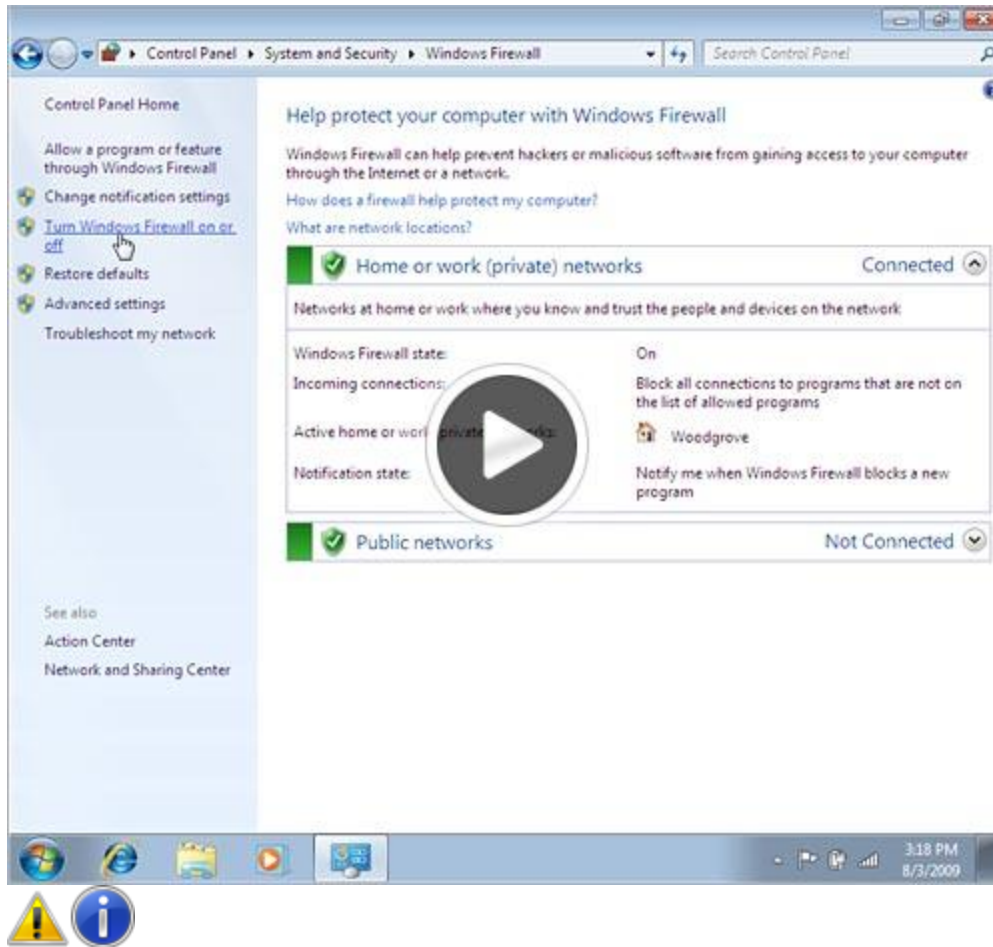 Control Panel ▸ System and Security ▸ Windows Firewall
Search Control Panel
Control Panel Home
Allow a program or feature
through Windows Firewall
Change notification settings
Turn Windows Firewall on or
off
Restore defaults
Advanced settings
Troubleshoot my network
See also
Action Center
Network and Sharing Center
Help protect your computer with Windows Firewall
Windows Firewall can help prevent hackers or malicious software from gaining access to your computer
through the Internet or a network.
How does a firewall help protect my computer?
What are network locations?
Home or work (private) networks Connected
Networks at home or work where you know and trust the people and devices on the network
Windows Firewall state: On
Incoming connections: Block all connections to programs that are not on
the list of allowed programs
Active home or work private Woodgrove
Notification state: Notify me when Windows Firewall blocks a new
program
Public networks Not Connected
3:18 PM
8/3/2009